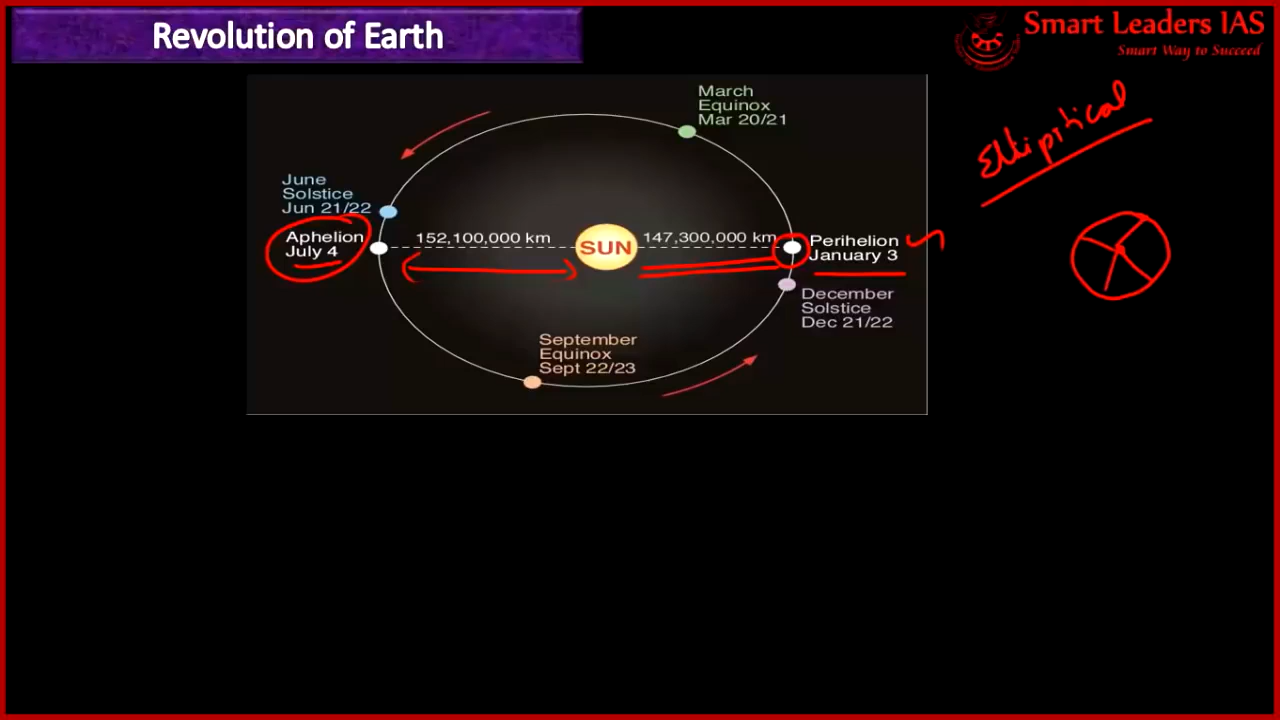 Revolution of Earth
Smart Leaders IAS
Smart Way to Succeed
March
Equinox
Mar 20/21
Elliptical
June
Solstice
Jun 21/22
Aphelion
July 4
152,100,000 km
SUN
147,300,000 km
Perihelion
January 3
December
Solstice
Dec 21/22
September
Equinox
Sept 22/23